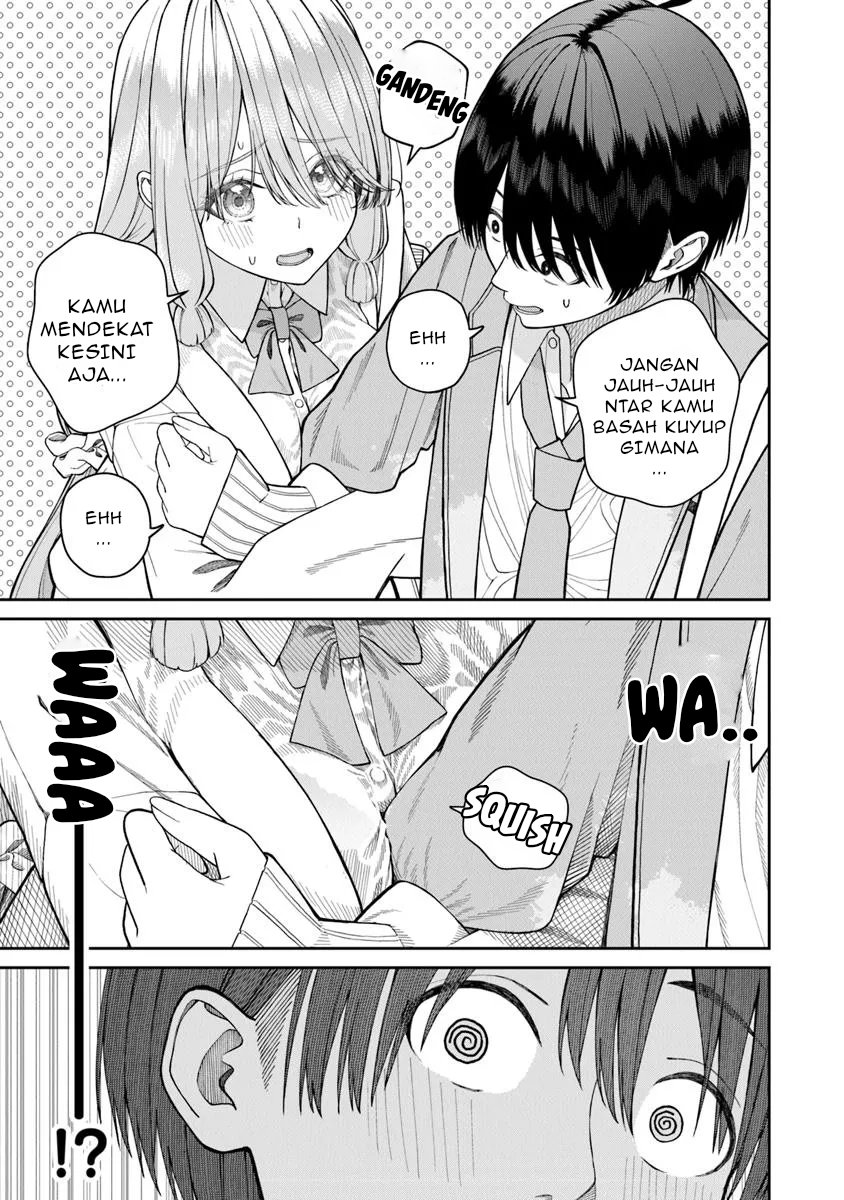 GANDENG
JANGAN
JAUH-JAUH
NTAR KAMU
BASAH KUYUP
GIMANA
...
EHH
...
KAMU
MENDEKAT
KESINI
AJA...
EHH
...
WA..
SQUISH
WAAA
!?